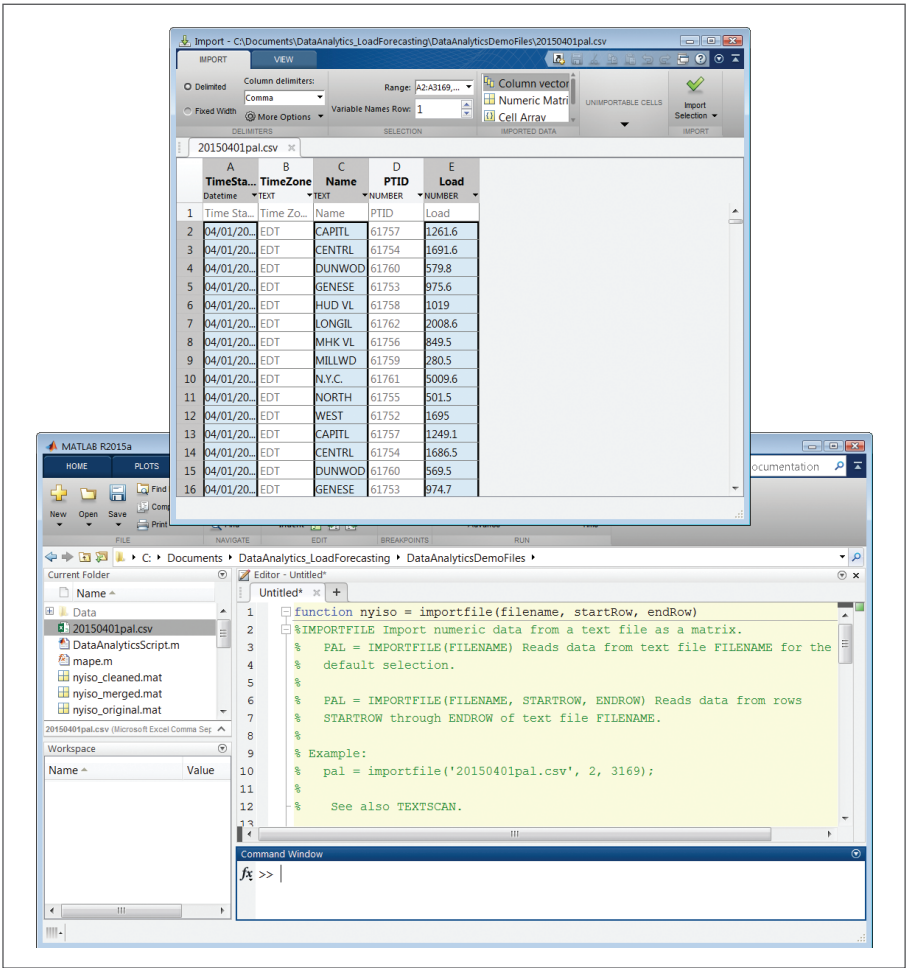 Import - C:\Documents\DataAnalytics_LoadForecasting\DataAnalyticsDemoFiles\20150401pal.csv
IMPORT VIEW
Delimited
Fixed Width
Column delimiters:
Comma
More Options
DELIMITERS
Range: A2:A3169,...
Variable Names Row: 1
SELECTION
Column vector
Numeric Matri
Cell Array
IMPORTED DATA
UNIMPORTABLE CELLS
Import
Selection
IMPORT
20150401pal.csv
A B C D E
TimeSta... TimeZone Name PTID Load
Datetime TEXT TEXT NUMBER NUMBER
1 Time Sta... Time Zo... Name PTID Load
2 04/01/20... EDT CAPITL 61757 1261.6
3 04/01/20... EDT CENTRL 61754 1691.6
4 04/01/20... EDT DUNWOD 61760 579.8
5 04/01/20... EDT GENESE 61753 975.6
6 04/01/20... EDT HUD VL 61758 1019
7 04/01/20... EDT LONGIL 61762 2008.6
8 04/01/20... EDT MHK VL 61756 849.5
9 04/01/20... EDT MILLWD 61759 280.5
10 04/01/20... EDT N.Y.C. 61761 5009.6
11 04/01/20... EDT NORTH 61755 501.5
12 04/01/20... EDT WEST 61752 1695
13 04/01/20... EDT CAPITL 61757 1249.1
14 04/01/20... EDT CENTRL 61754 1686.5
15 04/01/20... EDT DUNWOD 61760 569.5
16 04/01/20... EDT GENESE 61753 974.7
MATLAB R2015a
HOME PLOTS
ocumentation
New Open Save
Find
Comp
Print
FILE NAVIGATE EDIT BREAKPOINTS RUN
C: Documents DataAnalytics_LoadForecasting DataAnalyticsDemoFiles
Current Folder
Name
Data
20150401pal.csv
DataAnalyticsScript.m
mape.m
nyiso_cleaned.mat
nyiso_merged.mat
nyiso_original.mat
20150401pal.csv (Microsoft Excel Comma Sep
Workspace
Name Value
Editor - Untitled*
Untitled* +
1 function nyiso = importfile(filename, startRow, endRow)
2 %IMPORTFILE Import numeric data from a text file as a matrix.
3 % PAL = IMPORTFILE(FILENAME) Reads data from text file FILENAME for the
4 % default selection.
5 %
6 % PAL = IMPORTFILE(FILENAME, STARTROW, ENDROW) Reads data from rows
7 % STARTROW through ENDROW of text file FILENAME.
8 %
9 % Example:
10 % pal = importfile('20150401pal.csv', 2, 3169);
11 %
12 % See also TEXTSCAN.
13
Command Window
fx >>